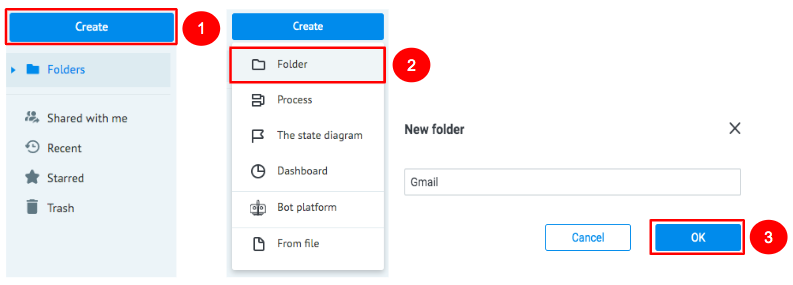 Create
1
Folders
Shared with me
Recent
Starred
Trash
Create
Folder
2
Process
The state diagram
Dashboard
Bot platform
From file
New folder
Gmail
Cancel
OK
3